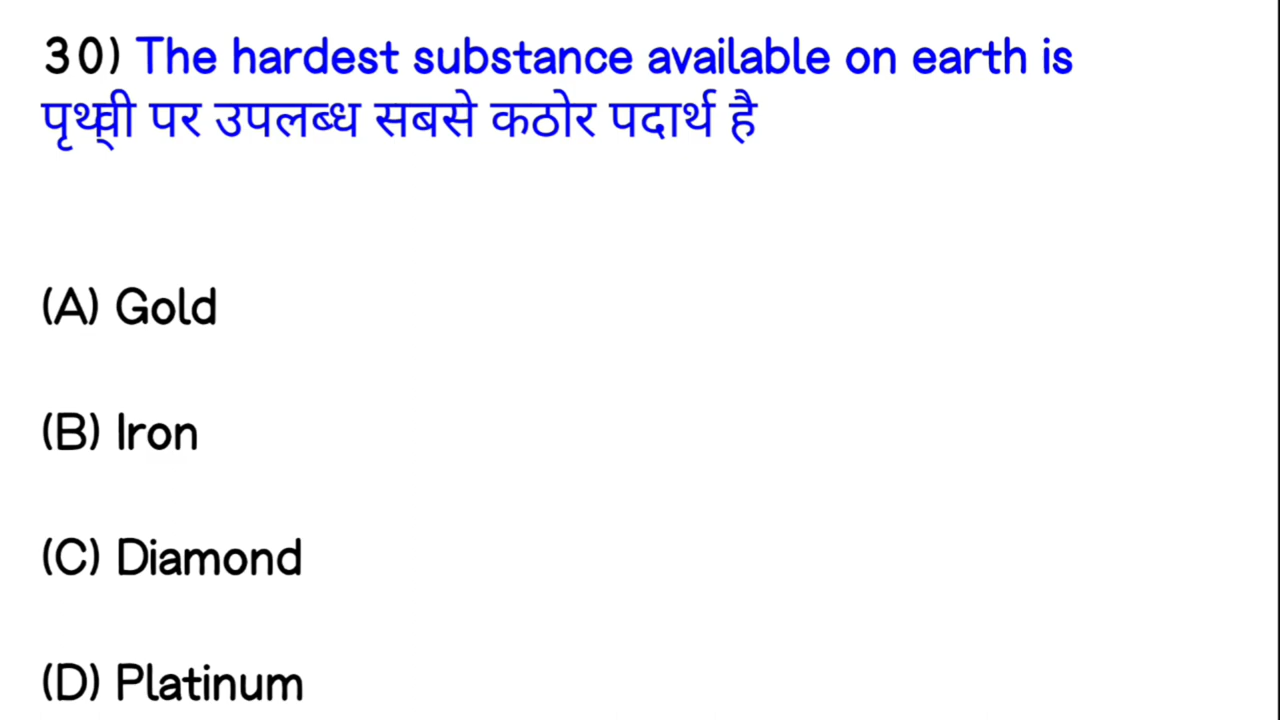 30) The hardest substance available on earth is
पृथ्वी पर उपलब्ध सबसे कठोर पदार्थ है
(A) Gold
(B) Iron
(C) Diamond
(D) Platinum